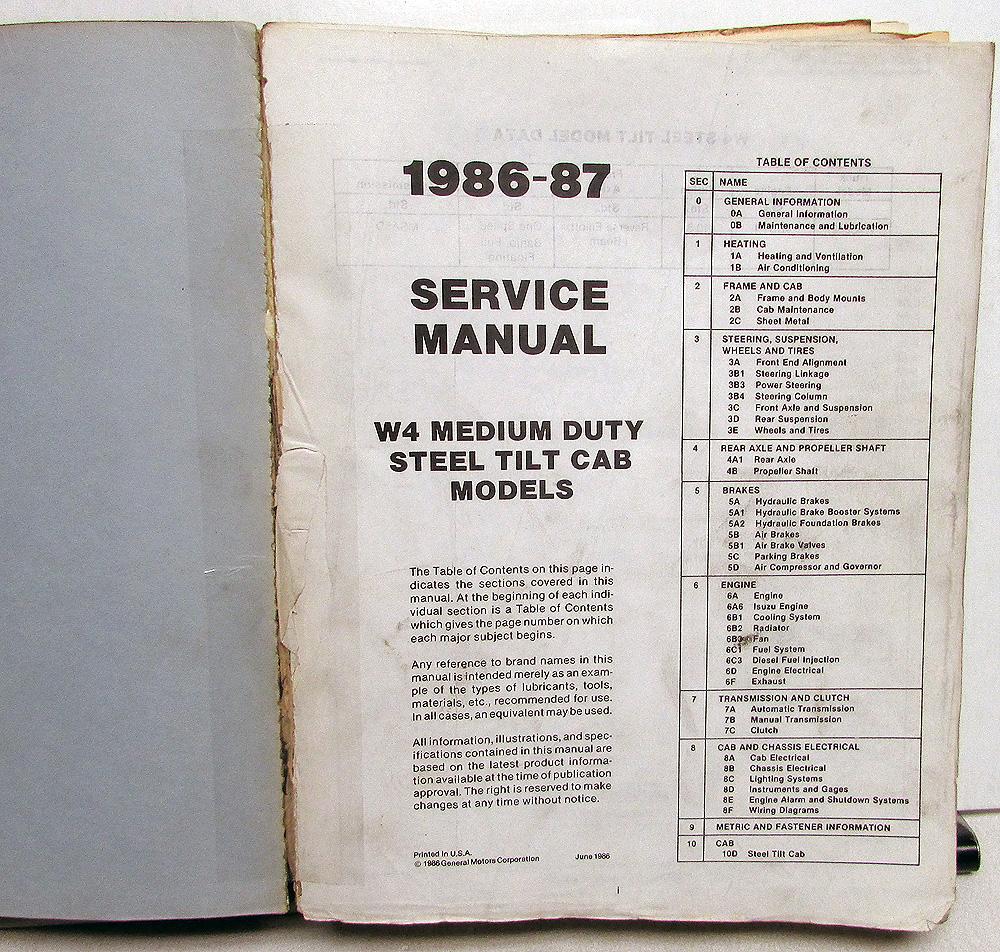 1986-87
SERVICE
MANUAL
W4 MEDIUM DUTY
STEEL TILT CAB
MODELS
The Table of Contents on this page in-
dicates the sections covered in this
manual. At the beginning of each indi-
vidual section is a Table of Contents
which gives the page number on which
each major subject begins.
Any reference to brand names in this
manual is intended merely as an exam-
ple of the types of lubricants, tools,
materials, etc., recommended for use.
In all cases, an equivalent may be used.
All information, illustrations, and spec-
ifications contained in this manual are
based on the latest product informa-
tion available at the time of publication
approval. The right is reserved to make
changes at any time without notice.
Printed in U.S.A.
© 1986 General Motors Corporation June 1986
TABLE OF CONTENTS
SEC NAME
0 GENERAL INFORMATION
0A General Information
0B Maintenance and Lubrication
1 HEATING
1A Heating and Ventilation
1B Air Conditioning
2 FRAME AND CAB
2A Frame and Body Mounts
2B Cab Maintenance
2C Sheet Metal
3 STEERING, SUSPENSION,
WHEELS AND TIRES
3A Front End Alignment
3B1 Steering Linkage
3B3 Power Steering
3B4 Steering Column
3C Front Axle and Suspension
3D Rear Suspension
3E Wheels and Tires
4 REAR AXLE AND PROPELLER SHAFT
4A1 Rear Axle
4B Propeller Shaft
5 BRAKES
5A Hydraulic Brakes
5A1 Hydraulic Brake Booster Systems
5A2 Hydraulic Foundation Brakes
5B Air Brakes
5B1 Air Brake Valves
5C Parking Brakes
5D Air Compressor and Governor
6 ENGINE
6A Engine
6A6 Isuzu Engine
6B1 Cooling System
6B2 Radiator
6B3 Fan
6C1 Fuel System
6C3 Diesel Fuel Injection
6D Engine Electrical
6F Exhaust
7 TRANSMISSION AND CLUTCH
7A Automatic Transmission
7B Manual Transmission
7C Clutch
8 CAB AND CHASSIS ELECTRICAL
8A Cab Electrical
8B Chassis Electrical
8C Lighting Systems
8D Instruments and Gages
8E Engine Alarm and Shutdown Systems
8F Wiring Diagrams
9 METRIC AND FASTENER INFORMATION
10 CAB
10D Steel Tilt Cab